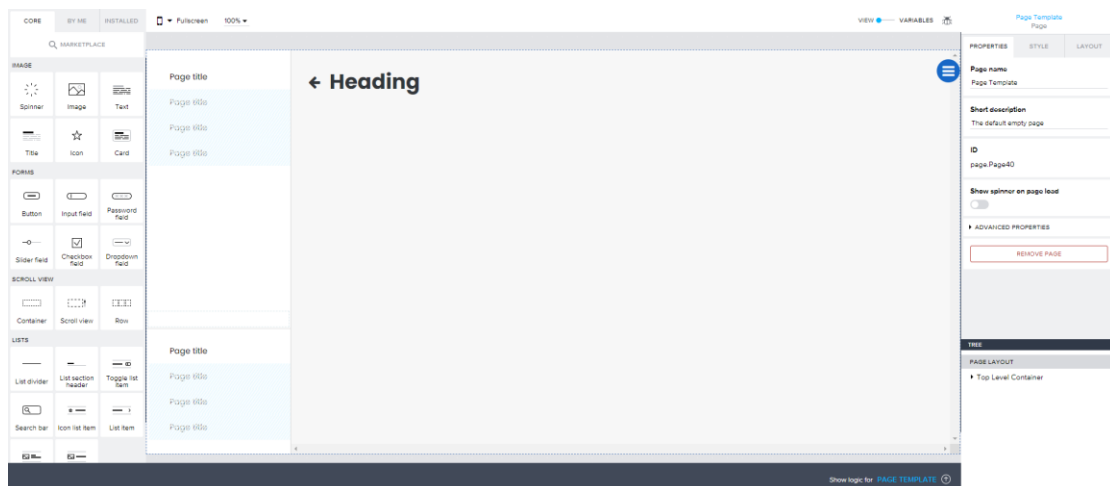 CORE BY ME INSTALLED
Fullscreen 100%
VIEW VARIABLES
Page Template
Page
MARKETPLACE
IMAGE
Spinner Image Text
Title Icon Card
FORMS
Button Input field Password field
Slider field Checkbox field Dropdown field
SCROLL VIEW
Container Scroll view Row
LISTS
List divider List section header Toggle list item
Search bar Icon list item List item
Page title
Page title
Page title
Page title
Page title
Page title
Page title
Page title
Heading
PROPERTIES STYLE LAYOUT
Page name
Page Template
Short description
The default empty page
ID
page.Page40
Show spinner on page load
ADVANCED PROPERTIES
REMOVE PAGE
TREE
PAGE LAYOUT
Top Level Container
Show logic for PAGE TEMPLATE